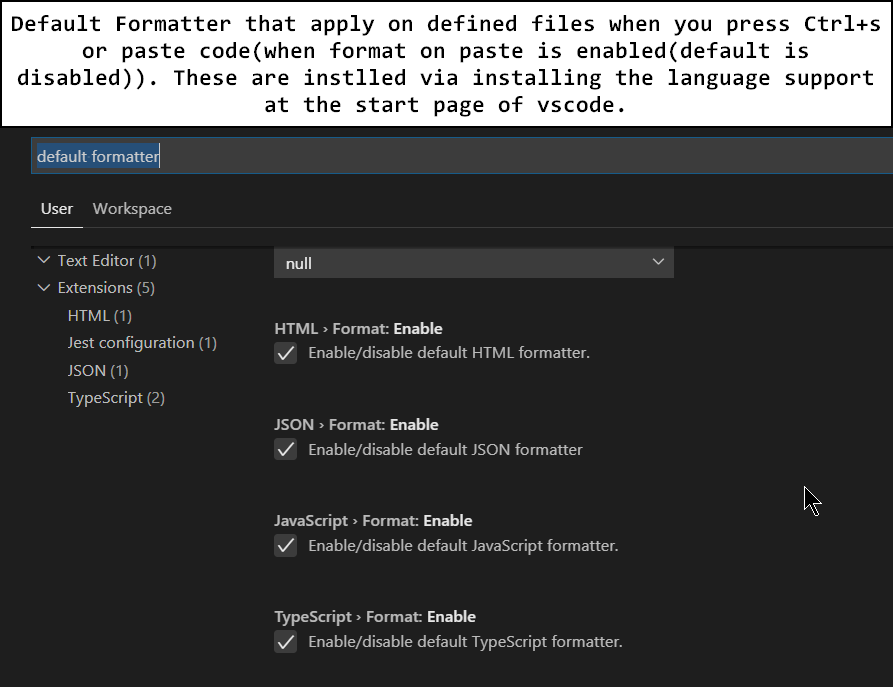 Default Formatter that apply on defined files when you press Ctrl+s
or paste code(when format on paste is enabled(default is
disabled)). These are instlled via installing the language support
at the start page of vscode.
default formatter
User Workspace
Text Editor (1)
null
Extensions (5)
HTML (1)
Jest configuration (1)
JSON (1)
TypeScript (2)
HTML › Format: Enable
Enable/disable default HTML formatter.
JSON › Format: Enable
Enable/disable default JSON formatter
JavaScript › Format: Enable
Enable/disable default JavaScript formatter.
TypeScript › Format: Enable
Enable/disable default TypeScript formatter.